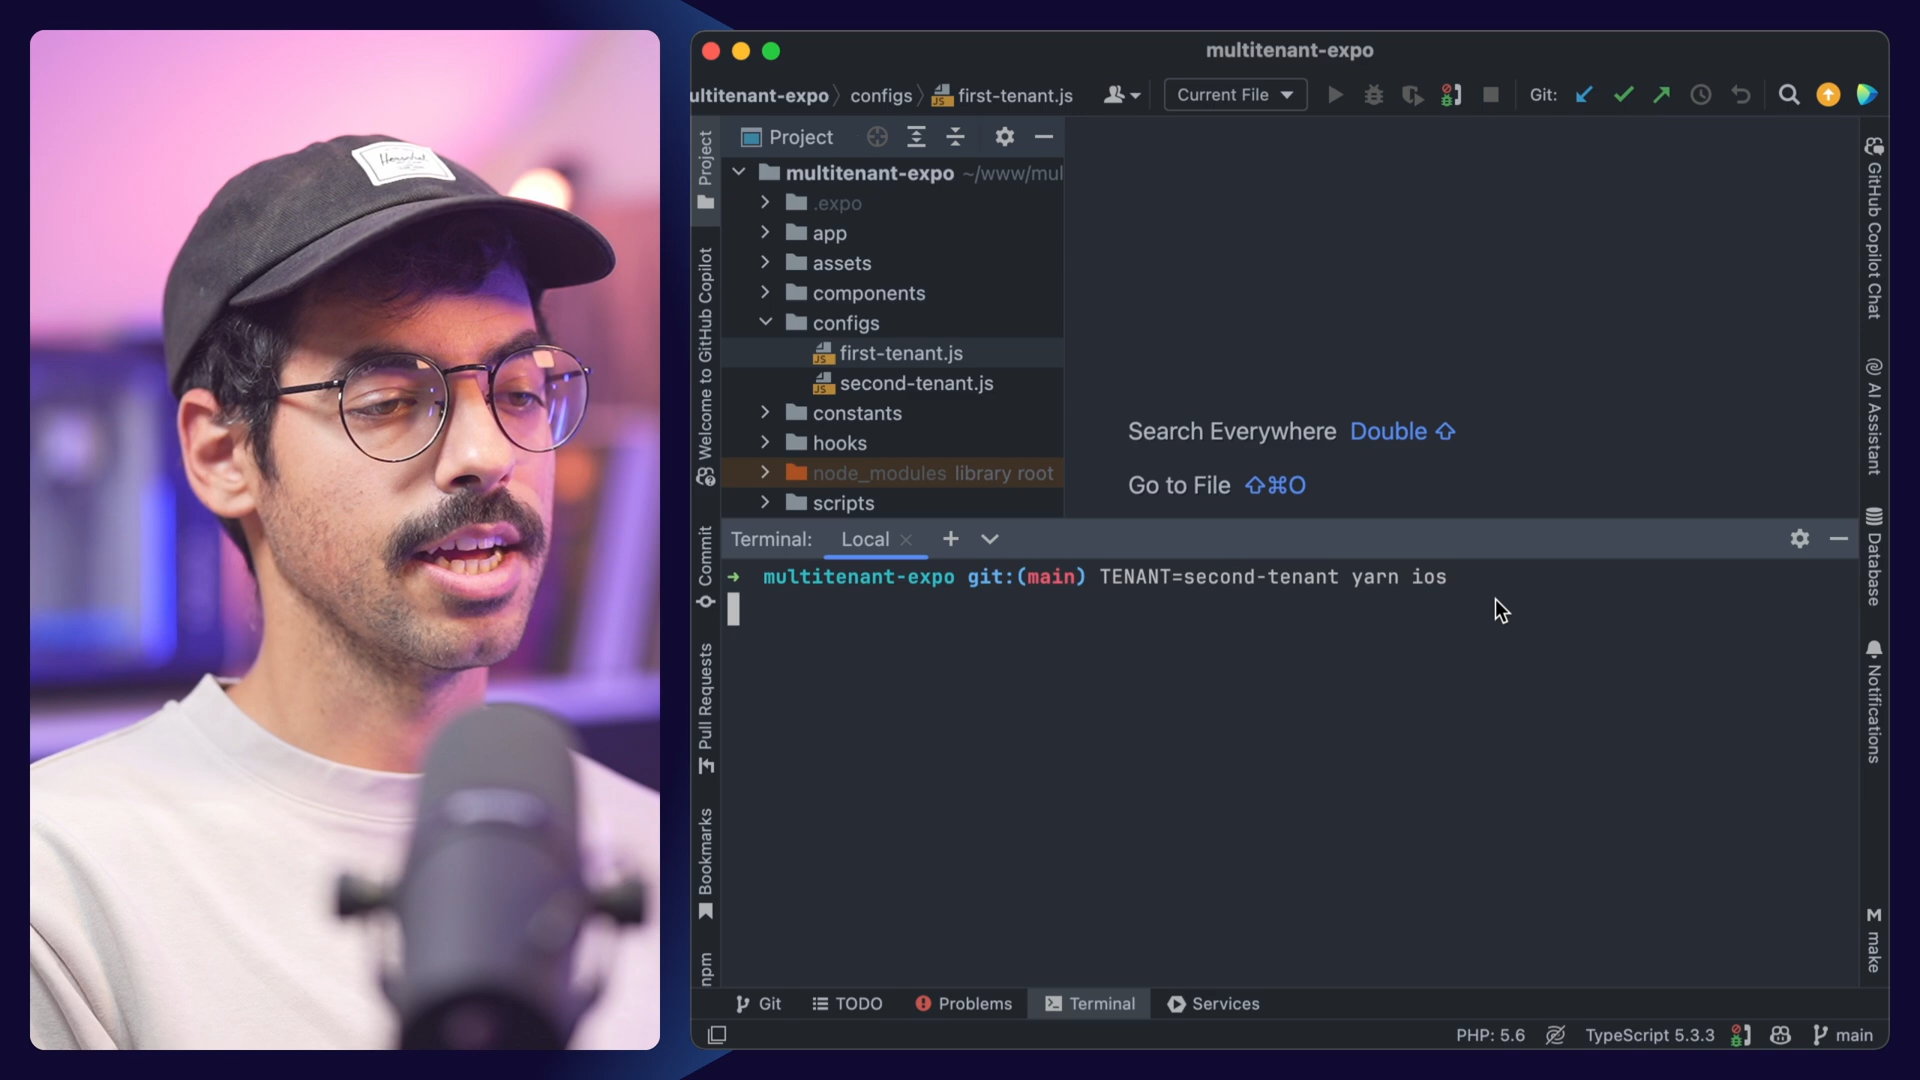 Herschel
multitenant-expo
ultitenant-expo
configs
first-tenant.js
Current File
Git:
Project
multitenant-expo ~/www/mul
.expo
app
assets
components
configs
first-tenant.js
second-tenant.js
constants
hooks
node_modules library root
scripts
Search Everywhere Double ⇧
Go to File ⇧⌘O
Terminal: Local
→ multitenant-expo git:(main) TENANT=second-tenant yarn ios
Git
TODO
Problems
Terminal
Services
PHP: 5.6
TypeScript 5.3.3
main
Project
Welcome to GitHub Copilot
Commit
Pull Requests
Bookmarks
npm
GitHub Copilot Chat
AI Assistant
Database
Notifications
M make